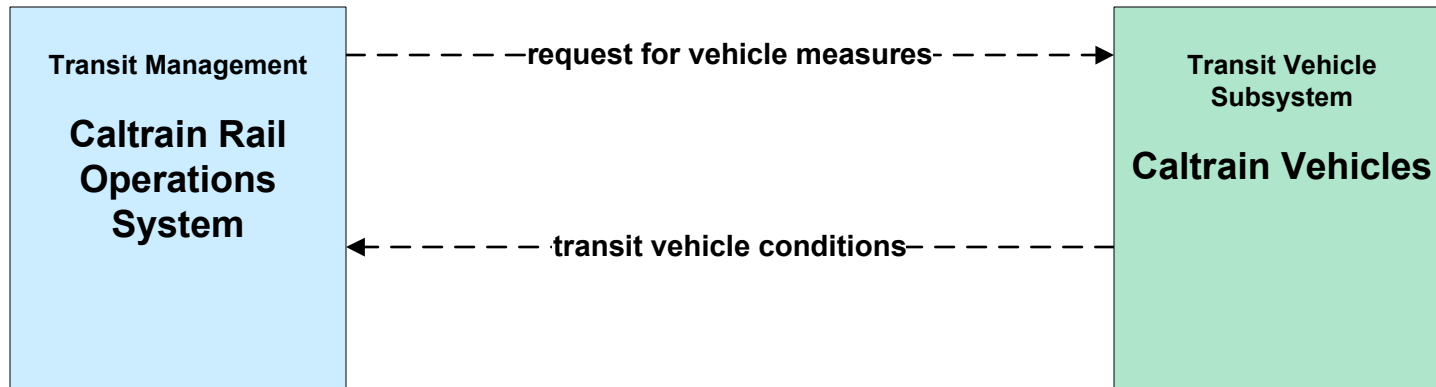 Transit Management
Caltrain Rail
Operations
System
request for vehicle measures
transit vehicle conditions
Transit Vehicle
Subsystem
Caltrain Vehicles